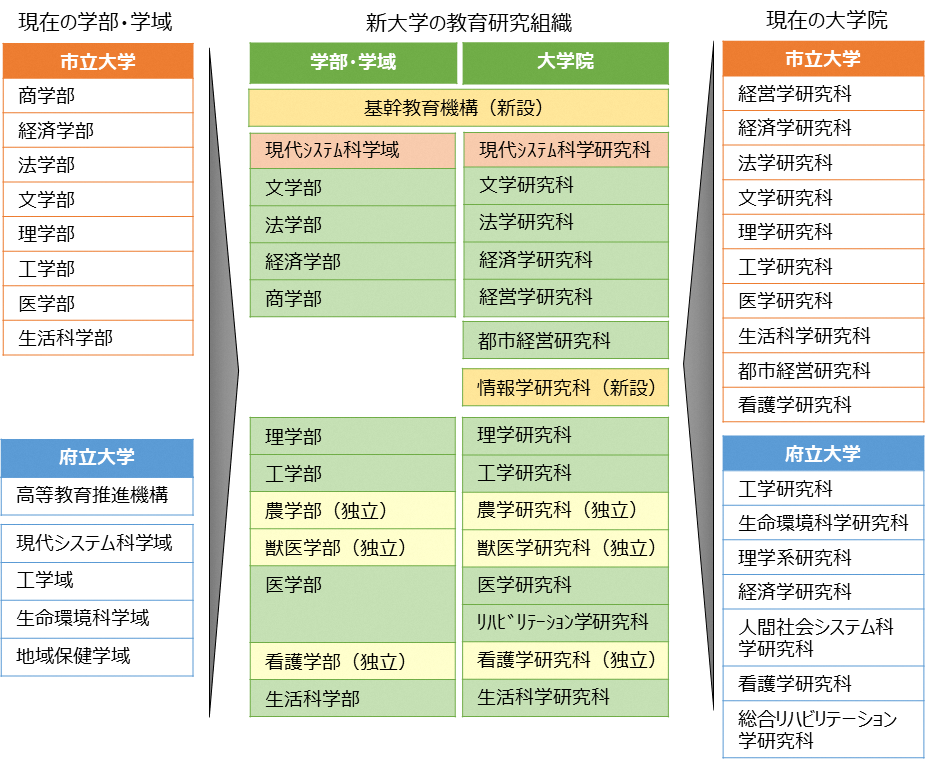 現在の学部・学域
市立大学
商学部
経済学部
法学部
文学部
理学部
工学部
医学部
生活科学部
府立大学
高等教育推進機構
現代システム科学域
工学域
生命環境科学域
地域保健学域
新大学の教育研究組織
学部・学域
大学院
基幹教育機構（新設）
現代ｼｽﾃﾑ科学域
現代ｼｽﾃﾑ科学研究科
文学部
文学研究科
法学部
法学研究科
経済学部
経済学研究科
商学部
経営学研究科
都市経営研究科
情報学研究科（新設）
理学部
理学研究科
工学部
工学研究科
農学部（独立）
農学研究科（独立）
獣医学部（独立）
獣医学研究科（独立）
医学部
医学研究科
ﾘﾊﾋﾞﾘﾃｰｼｮﾝ学研究科
看護学部（独立）
看護学研究科（独立）
生活科学部
生活科学研究科
現在の大学院
市立大学
経営学研究科
経済学研究科
法学研究科
文学研究科
理学研究科
工学研究科
医学研究科
生活科学研究科
都市経営研究科
看護学研究科
府立大学
工学研究科
生命環境科学研究科
理学系研究科
経済学研究科
人間社会システム科
学研究科
看護学研究科
総合リハビリテーション
学研究科